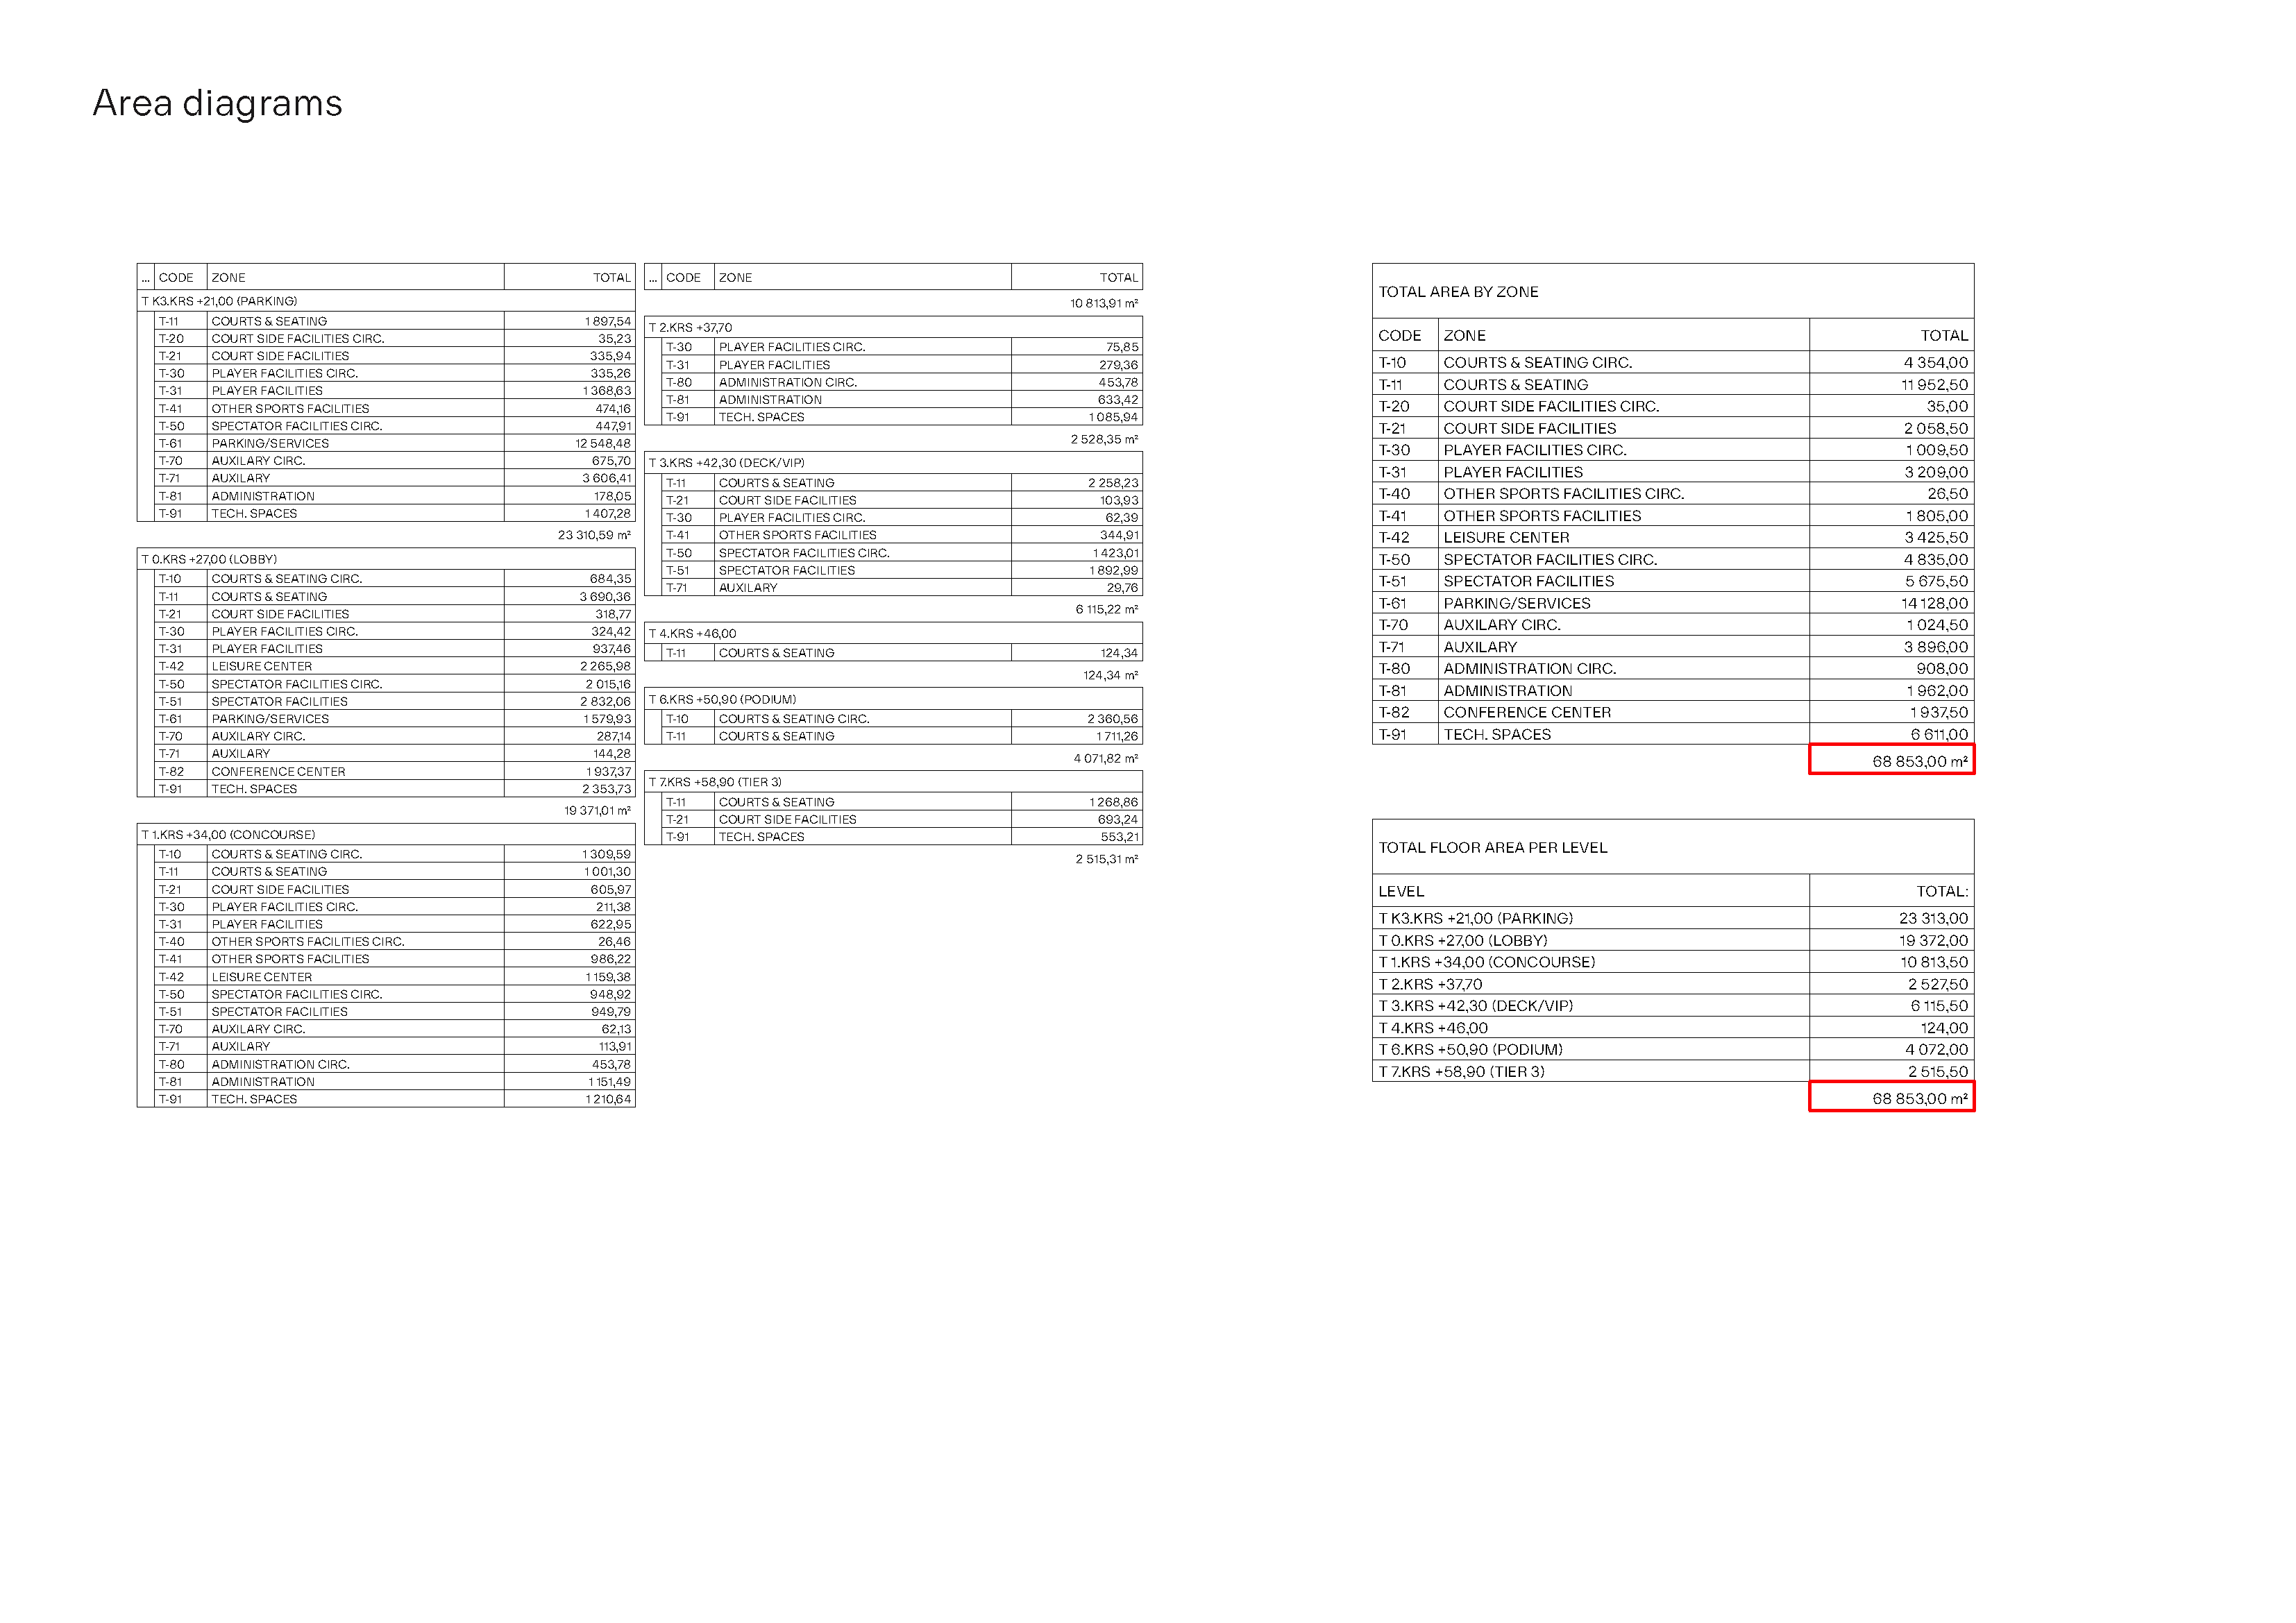 Area diagrams
... CODE ZONE TOTAL
T K3.KRS +21,00 (PARKING)
T-11 COURTS & SEATING 1 897,54
T-20 COURT SIDE FACILITIES CIRC. 35,23
T-21 COURT SIDE FACILITIES 335,94
T-30 PLAYER FACILITIES CIRC. 335,26
T-31 PLAYER FACILITIES 1 368,63
T-41 OTHER SPORTS FACILITIES 474,16
T-50 SPECTATOR FACILITIES CIRC. 447,91
T-61 PARKING/SERVICES 12 548,48
T-70 AUXILARY CIRC. 675,70
T-71 AUXILARY 3 606,41
T-81 ADMINISTRATION 178,05
T-91 TECH. SPACES 1 407,28
23 310,59 m²
T 0.KRS +27,00 (LOBBY)
T-10 COURTS & SEATING CIRC. 684,35
T-11 COURTS & SEATING 3 690,36
T-21 COURT SIDE FACILITIES 318,77
T-30 PLAYER FACILITIES CIRC. 324,42
T-31 PLAYER FACILITIES 937,46
T-42 LEISURE CENTER 2 265,98
T-50 SPECTATOR FACILITIES CIRC. 2 015,16
T-51 SPECTATOR FACILITIES 2 832,06
T-61 PARKING/SERVICES 1 579,93
T-70 AUXILARY CIRC. 287,14
T-71 AUXILARY 144,28
T-82 CONFERENCE CENTER 1 937,37
T-91 TECH. SPACES 2 353,73
19 371,01 m²
T 1.KRS +34,00 (CONCOURSE)
T-10 COURTS & SEATING CIRC. 1 309,59
T-11 COURTS & SEATING 1 001,30
T-21 COURT SIDE FACILITIES 605,97
T-30 PLAYER FACILITIES CIRC. 211,38
T-31 PLAYER FACILITIES 622,95
T-40 OTHER SPORTS FACILITIES CIRC. 26,46
T-41 OTHER SPORTS FACILITIES 986,22
T-42 LEISURE CENTER 1 159,38
T-50 SPECTATOR FACILITIES CIRC. 948,92
T-51 SPECTATOR FACILITIES 949,79
T-70 AUXILARY CIRC. 62,13
T-71 AUXILARY 113,91
T-80 ADMINISTRATION CIRC. 453,78
T-81 ADMINISTRATION 1 151,49
T-91 TECH. SPACES 1 210,64
... CODE ZONE TOTAL
10 813,91 m²
T 2.KRS +37,70
T-30 PLAYER FACILITIES CIRC. 75,85
T-31 PLAYER FACILITIES 279,36
T-80 ADMINISTRATION CIRC. 453,78
T-81 ADMINISTRATION 633,42
T-91 TECH. SPACES 1 085,94
2 528,35 m²
T 3.KRS +42,30 (DECK/VIP)
T-11 COURTS & SEATING 2 258,23
T-21 COURT SIDE FACILITIES 103,93
T-30 PLAYER FACILITIES CIRC. 62,39
T-41 OTHER SPORTS FACILITIES 344,91
T-50 SPECTATOR FACILITIES CIRC. 1 423,01
T-51 SPECTATOR FACILITIES 1 892,99
T-71 AUXILARY 29,76
6 115,22 m²
T 4.KRS +46,00
T-11 COURTS & SEATING 124,34
124,34 m²
T 6.KRS +50,90 (PODIUM)
T-10 COURTS & SEATING CIRC. 2 360,56
T-11 COURTS & SEATING 1 711,26
4 071,82 m²
T 7.KRS +58,90 (TIER 3)
T-11 COURTS & SEATING 1 268,86
T-21 COURT SIDE FACILITIES 693,24
T-91 TECH. SPACES 553,21
2 515,31 m²
TOTAL AREA BY ZONE
CODE ZONE TOTAL
T-10 COURTS & SEATING CIRC. 4 354,00
T-11 COURTS & SEATING 11 952,50
T-20 COURT SIDE FACILITIES CIRC. 35,00
T-21 COURT SIDE FACILITIES 2 058,50
T-30 PLAYER FACILITIES CIRC. 1 009,50
T-31 PLAYER FACILITIES 3 209,00
T-40 OTHER SPORTS FACILITIES CIRC. 26,50
T-41 OTHER SPORTS FACILITIES 1 805,00
T-42 LEISURE CENTER 3 425,50
T-50 SPECTATOR FACILITIES CIRC. 4 835,00
T-51 SPECTATOR FACILITIES 5 675,50
T-61 PARKING/SERVICES 14 128,00
T-70 AUXILARY CIRC. 1 024,50
T-71 AUXILARY 3 896,00
T-80 ADMINISTRATION CIRC. 908,00
T-81 ADMINISTRATION 1 962,00
T-82 CONFERENCE CENTER 1 937,50
T-91 TECH. SPACES 6 611,00
68 853,00 m²
TOTAL FLOOR AREA PER LEVEL
LEVEL TOTAL:
T K3.KRS +21,00 (PARKING) 23 313,00
T 0.KRS +27,00 (LOBBY) 19 372,00
T 1.KRS +34,00 (CONCOURSE) 10 813,50
T 2.KRS +37,70 2 527,50
T 3.KRS +42,30 (DECK/VIP) 6 115,50
T 4.KRS +46,00 124,00
T 6.KRS +50,90 (PODIUM) 4 072,00
T 7.KRS +58,90 (TIER 3) 2 515,50
68 853,00 m²